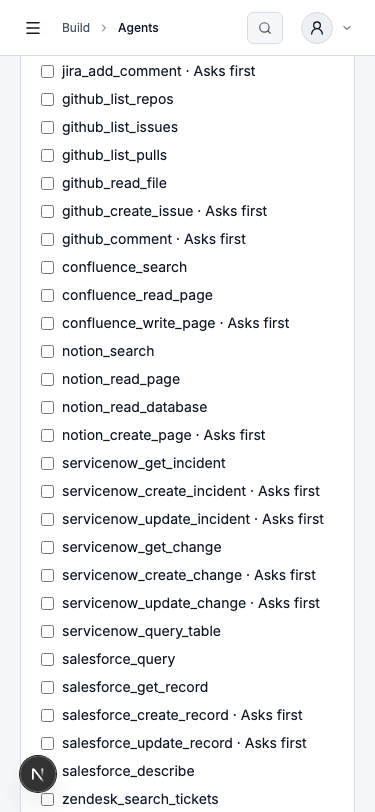 Build > Agents
jira_add_comment · Asks first
github_list_repos
github_list_issues
github_list_pulls
github_read_file
github_create_issue · Asks first
github_comment · Asks first
confluence_search
confluence_read_page
confluence_write_page · Asks first
notion_search
notion_read_page
notion_read_database
notion_create_page · Asks first
servicenow_get_incident
servicenow_create_incident · Asks first
servicenow_update_incident · Asks first
servicenow_get_change
servicenow_create_change · Asks first
servicenow_update_change · Asks first
servicenow_query_table
salesforce_query
salesforce_get_record
salesforce_create_record · Asks first
salesforce_update_record · Asks first
N
salesforce_describe
zendesk_search_tickets